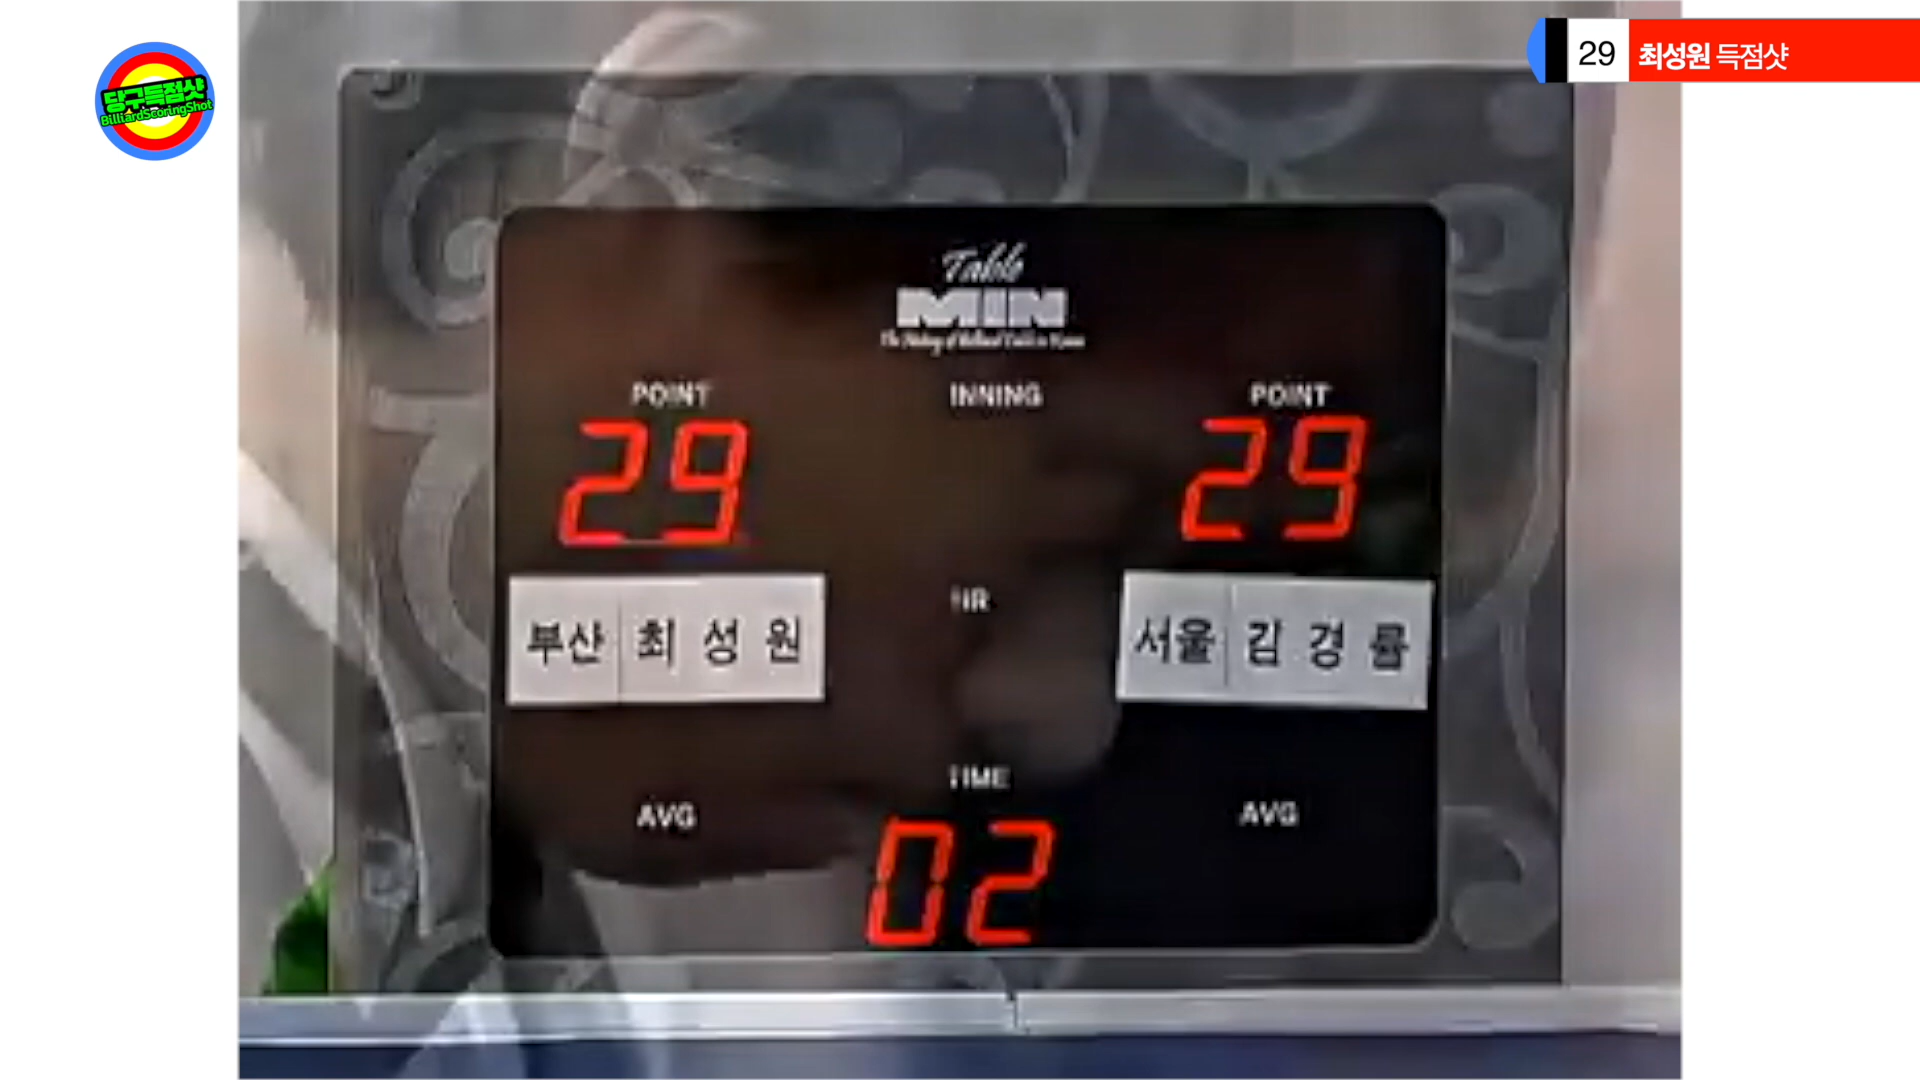 당구득점샷
BilliardScoringShot
29 최성원 득점샷
Table
MIN
POINT INNING POINT
29 29
부산 최성원 서울 김경률
HR
TIME
AVG AVG
02